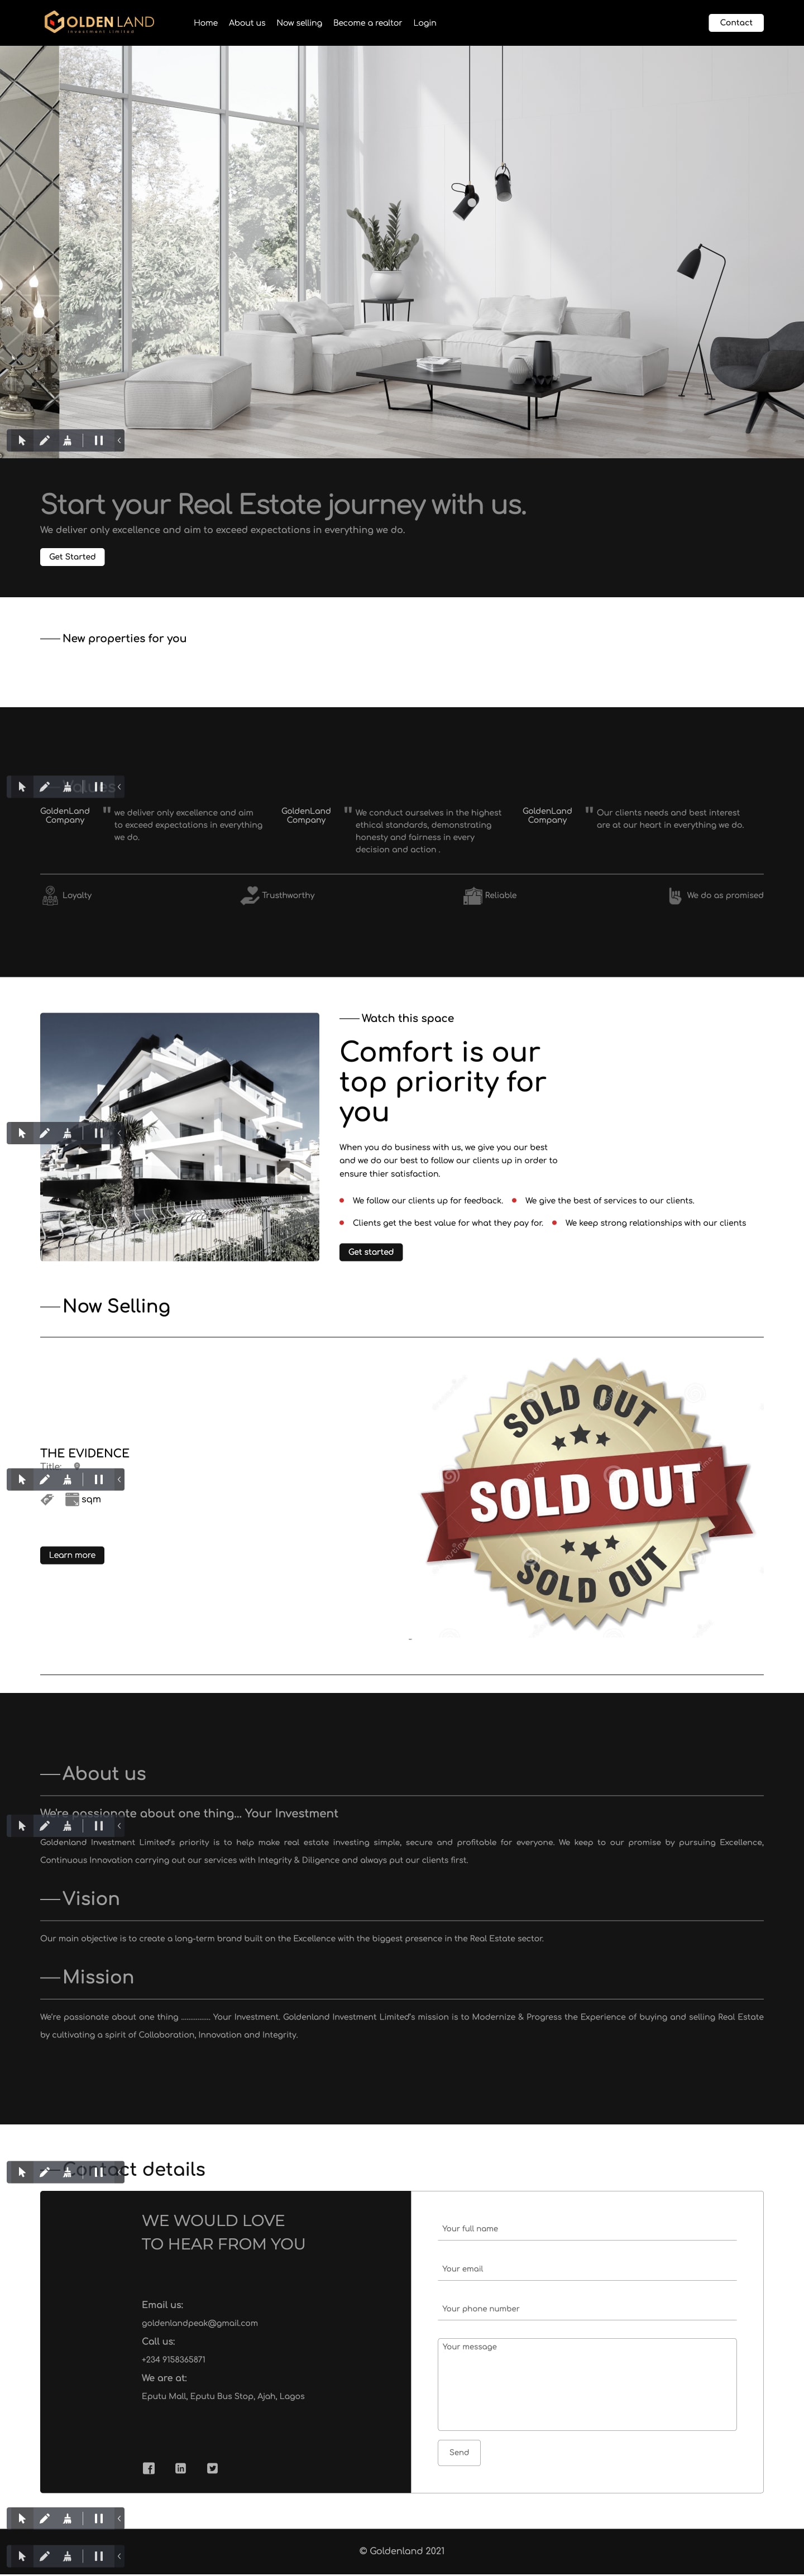 GOLDEN LAND
Investment Limited
Home About us Now selling Become a realtor Login
Contact
Start your Real Estate journey with us.
We deliver only excellence and aim to exceed expectations in everything we do.
Get Started
New properties for you
Values
GoldenLand
Company
" we deliver only excellence and aim
to exceed expectations in everything
we do.
GoldenLand
Company
" We conduct ourselves in the highest
ethical standards, demonstrating
honesty and fairness in every
decision and action .
GoldenLand
Company
" Our clients needs and best interest
are at our heart in everything we do.
Loyalty
Trusthworthy
Reliable
We do as promised
Watch this space
Comfort is our
top priority for
you
When you do business with us, we give you our best
and we do our best to follow our clients up in order to
ensure thier satisfaction.
We follow our clients up for feedback. We give the best of services to our clients.
Clients get the best value for what they pay for. We keep strong relationships with our clients
Get started
Now Selling
THE EVIDENCE
Title:
sqm
Learn more
SOLD OUT
SOLD OUT
SOLD OUT
About us
We're passionate about one thing... Your Investment
Goldenland Investment Limited's priority is to help make real estate investing simple, secure and profitable for everyone. We keep to our promise by pursuing Excellence,
Continuous Innovation carrying out our services with Integrity & Diligence and always put our clients first.
Vision
Our main objective is to create a long-term brand built on the Excellence with the biggest presence in the Real Estate sector.
Mission
We're passionate about one thing ............... Your Investment. Goldenland Investment Limited's mission is to Modernize & Progress the Experience of buying and selling Real Estate
by cultivating a spirit of Collaboration, Innovation and Integrity.
Contact details
WE WOULD LOVE
TO HEAR FROM YOU
Email us:
goldenlandpeak@gmail.com
Call us:
+234 9158365871
We are at:
Eputu Mall, Eputu Bus Stop, Ajah, Lagos
Your full name
Your email
Your phone number
Your message
Send
© Goldenland 2021